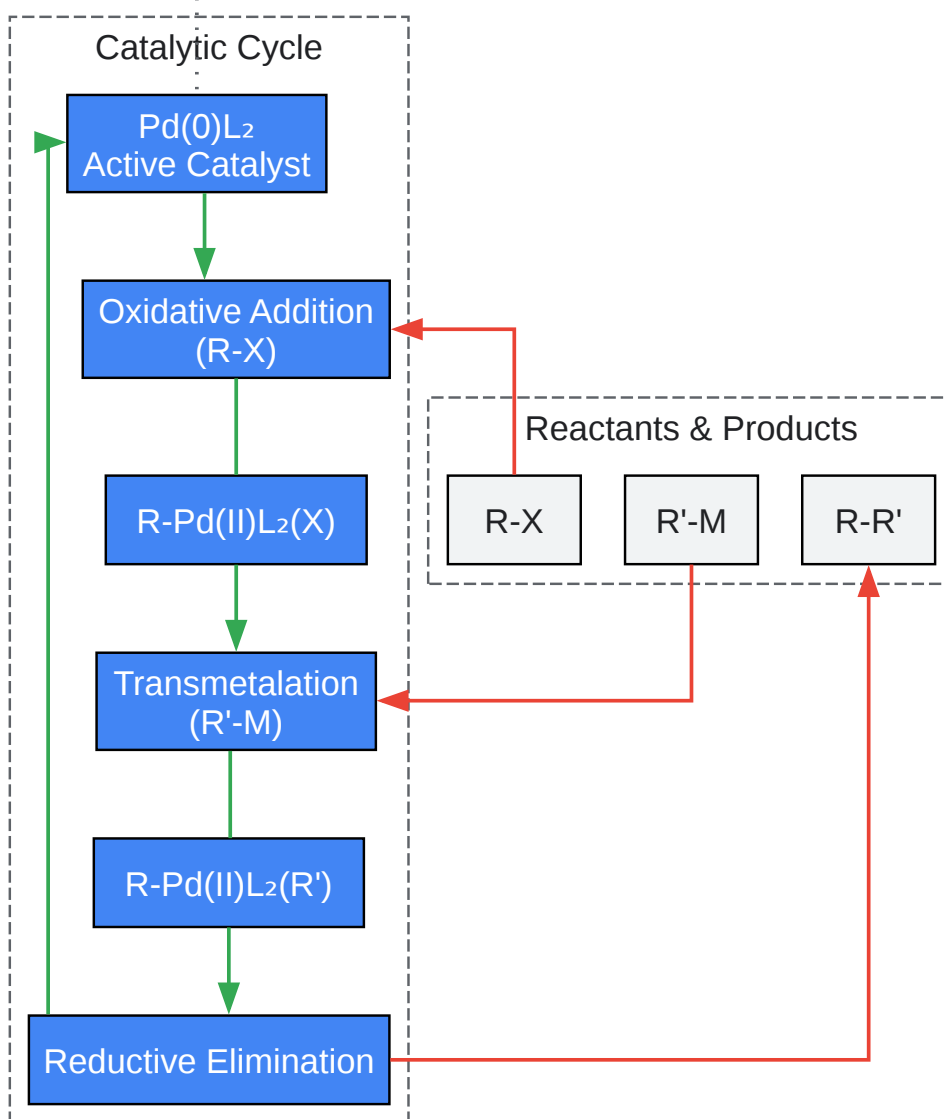 Catalytic Cycle
Pd(0)L₂
Active Catalyst
Oxidative Addition
(R-X)
Reactants & Products
R-Pd(II)L₂(X)
R-X
R'-M
R-R'
Transmetalation
(R'-M)
R-Pd(II)L₂(R')
Reductive Elimination